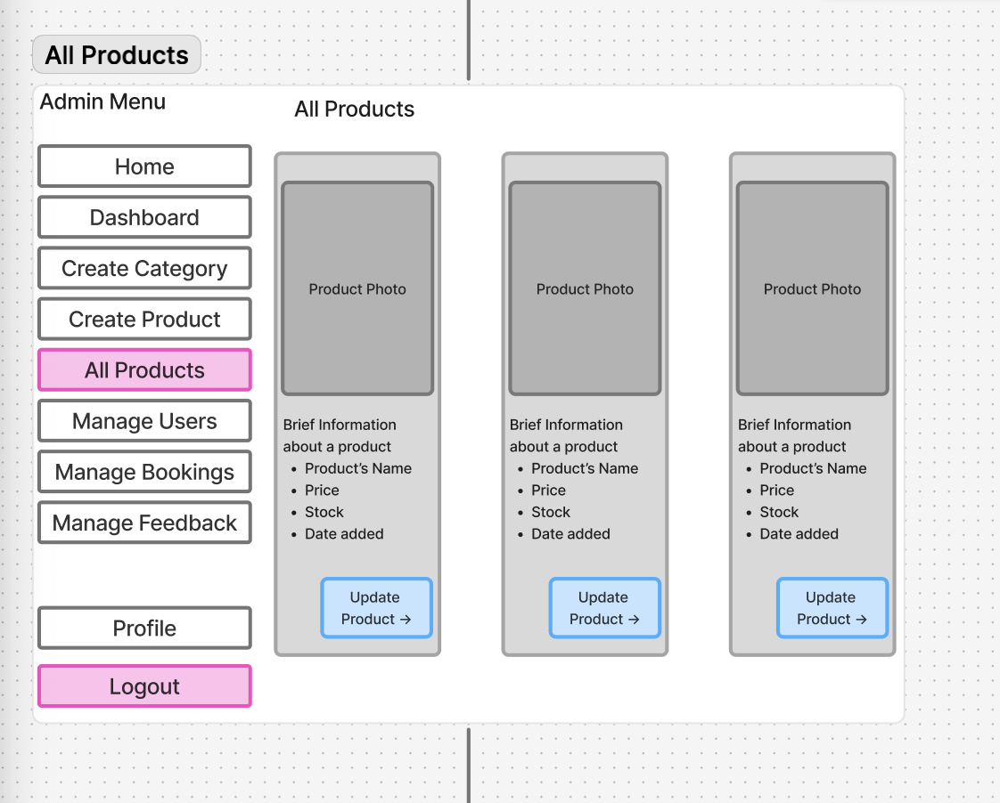 All Products
Admin Menu
All Products
Home
Dashboard
Create Category
Create Product
All Products
Manage Users
Manage Bookings
Manage Feedback
Profile
Logout
Product Photo
Brief Information
about a product
• Product’s Name
• Price
• Stock
• Date added
Update
Product →
Product Photo
Brief Information
about a product
• Product’s Name
• Price
• Stock
• Date added
Update
Product →
Product Photo
Brief Information
about a product
• Product’s Name
• Price
• Stock
• Date added
Update
Product →